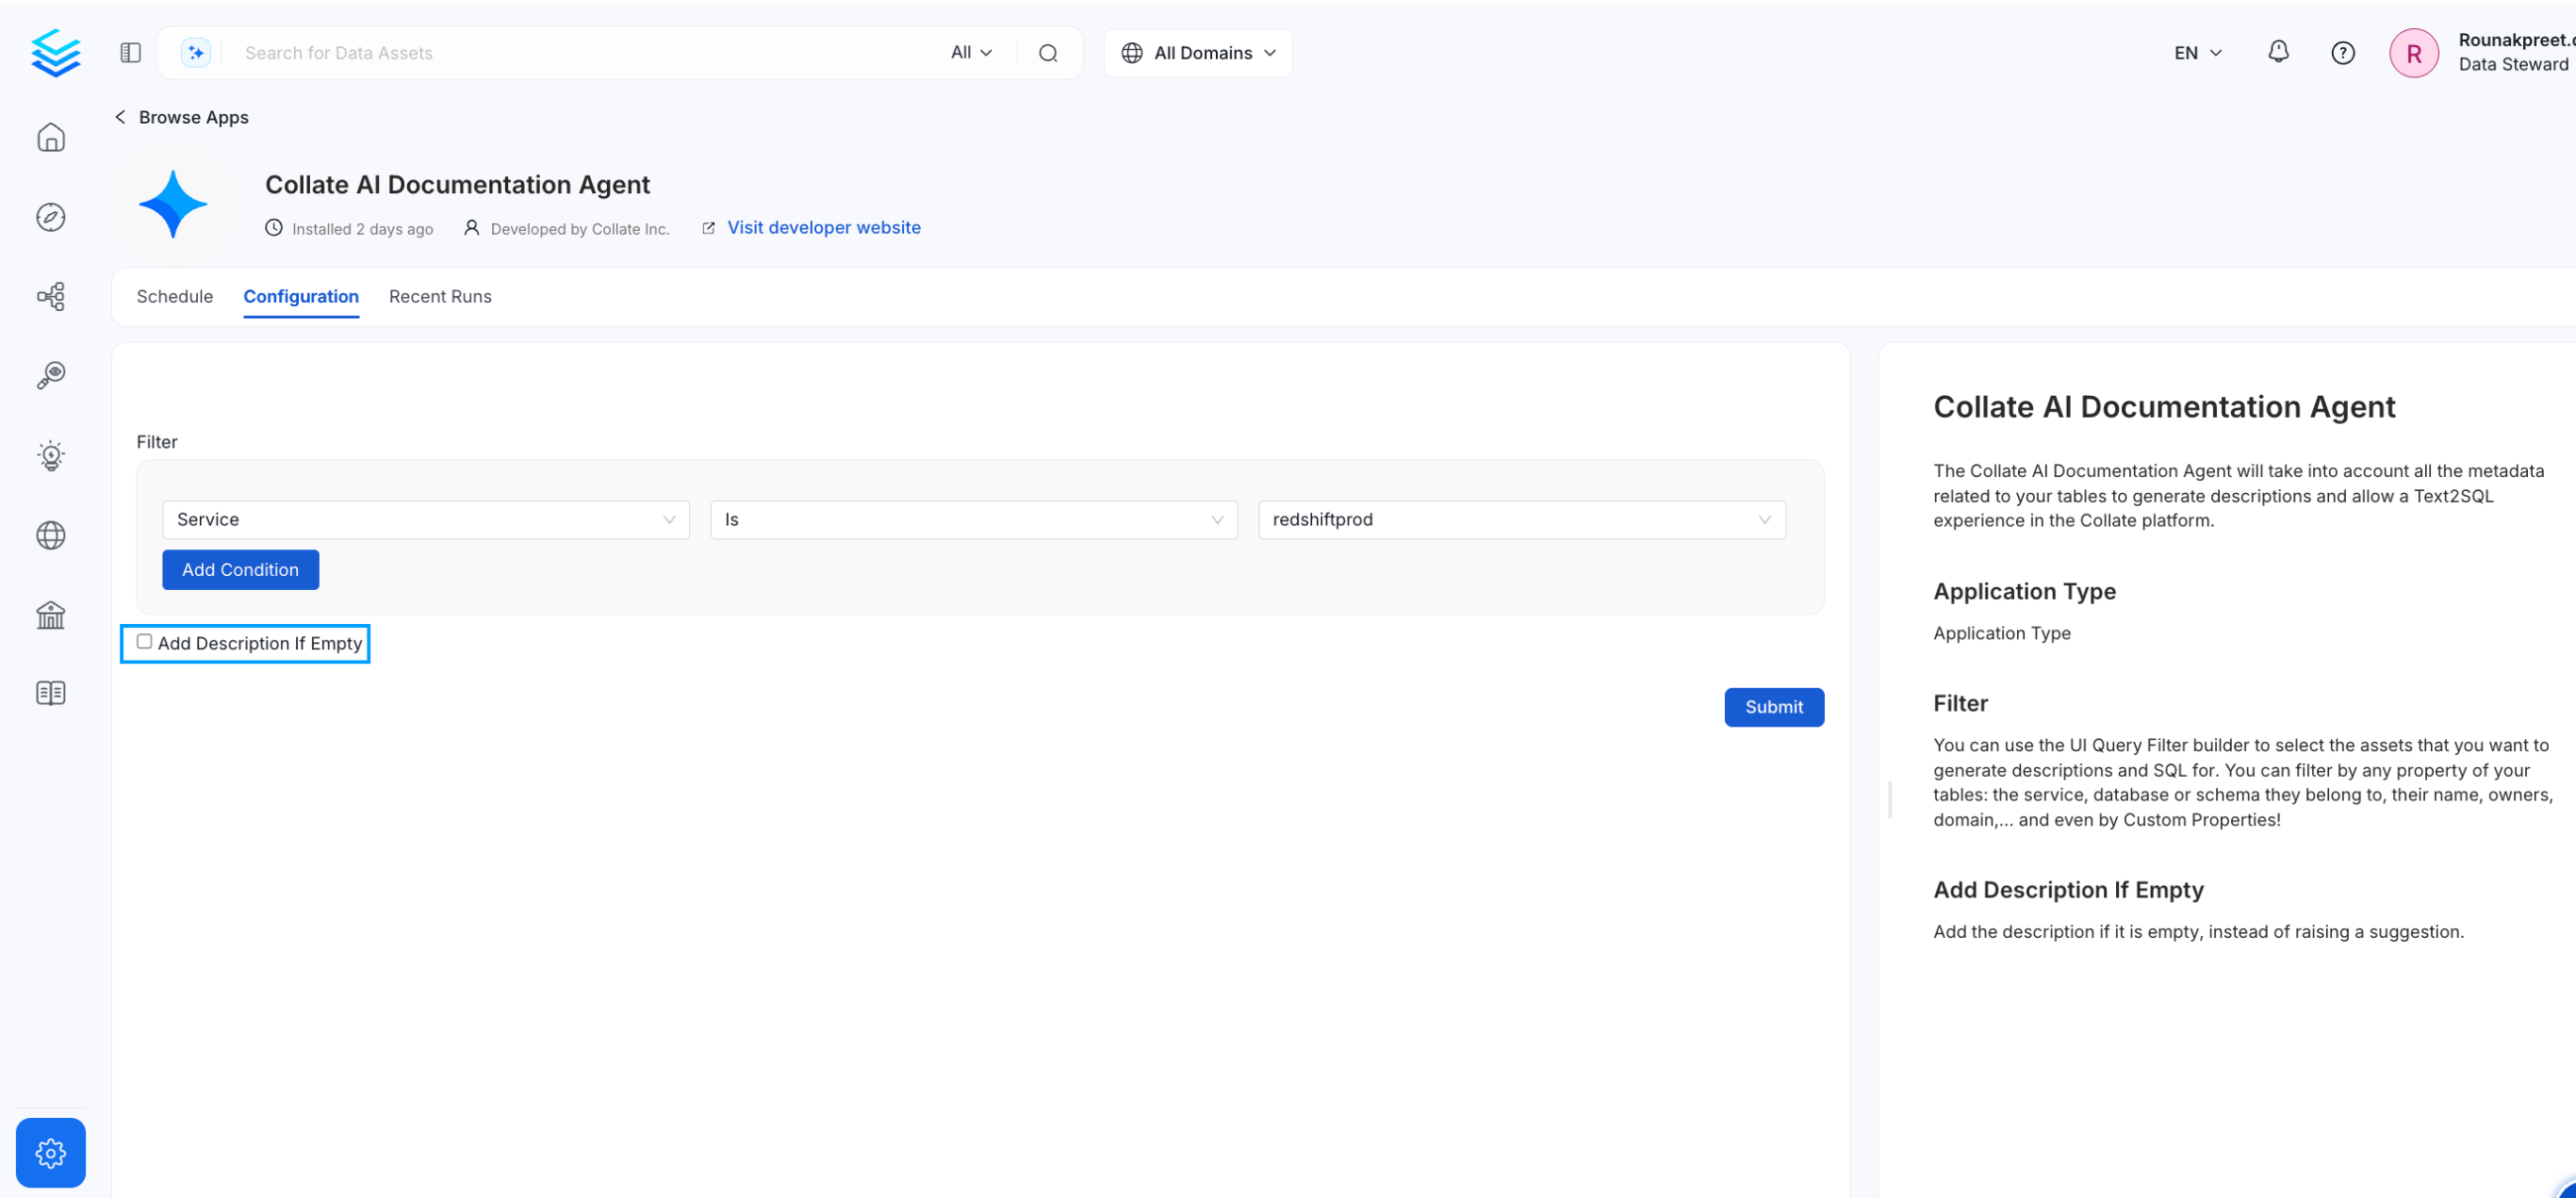 Search for Data Assets
All
All Domains
EN
R
Rounakpreet.
Data Steward
Browse Apps
Collate AI Documentation Agent
Installed 2 days ago
Developed by Collate Inc.
Visit developer website
Schedule
Configuration
Recent Runs
Filter
Service
Is
redshiftprod
Add Condition
Add Description If Empty
Submit
Collate AI Documentation Agent
The Collate AI Documentation Agent will take into account all the metadata
related to your tables to generate descriptions and allow a Text2SQL
experience in the Collate platform.
Application Type
Application Type
Filter
You can use the UI Query Filter builder to select the assets that you want to
generate descriptions and SQL for. You can filter by any property of your
tables: the service, database or schema they belong to, their name, owners,
domain,... and even by Custom Properties!
Add Description If Empty
Add the description if it is empty, instead of raising a suggestion.